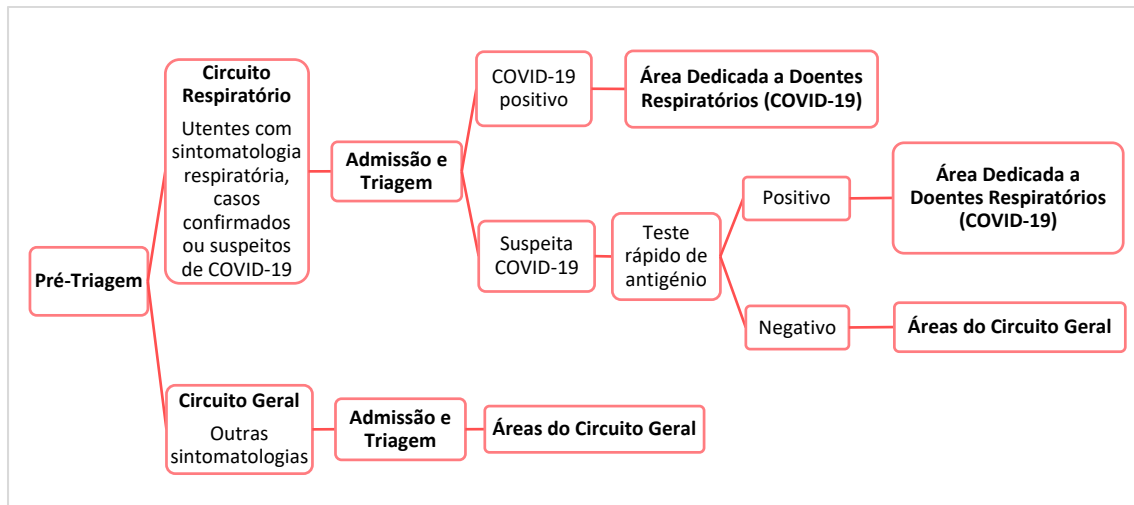 Pré-Triagem
Circuito
Respiratório
Utentes com
sintomatologia
respiratória,
casos
confirmados
ou suspeitos
de COVID-19
Admissão e
Triagem
COVID-19
positivo
Área Dedicada a Doentes
Respiratórios (COVID-19)
Suspeita
COVID-19
Teste
rápido de
antigénio
Positivo
Área Dedicada a
Doentes Respiratórios
(COVID-19)
Negativo
Áreas do Circuito Geral
Circuito Geral
Outras
sintomatologias
Admissão e
Triagem
Áreas do Circuito Geral